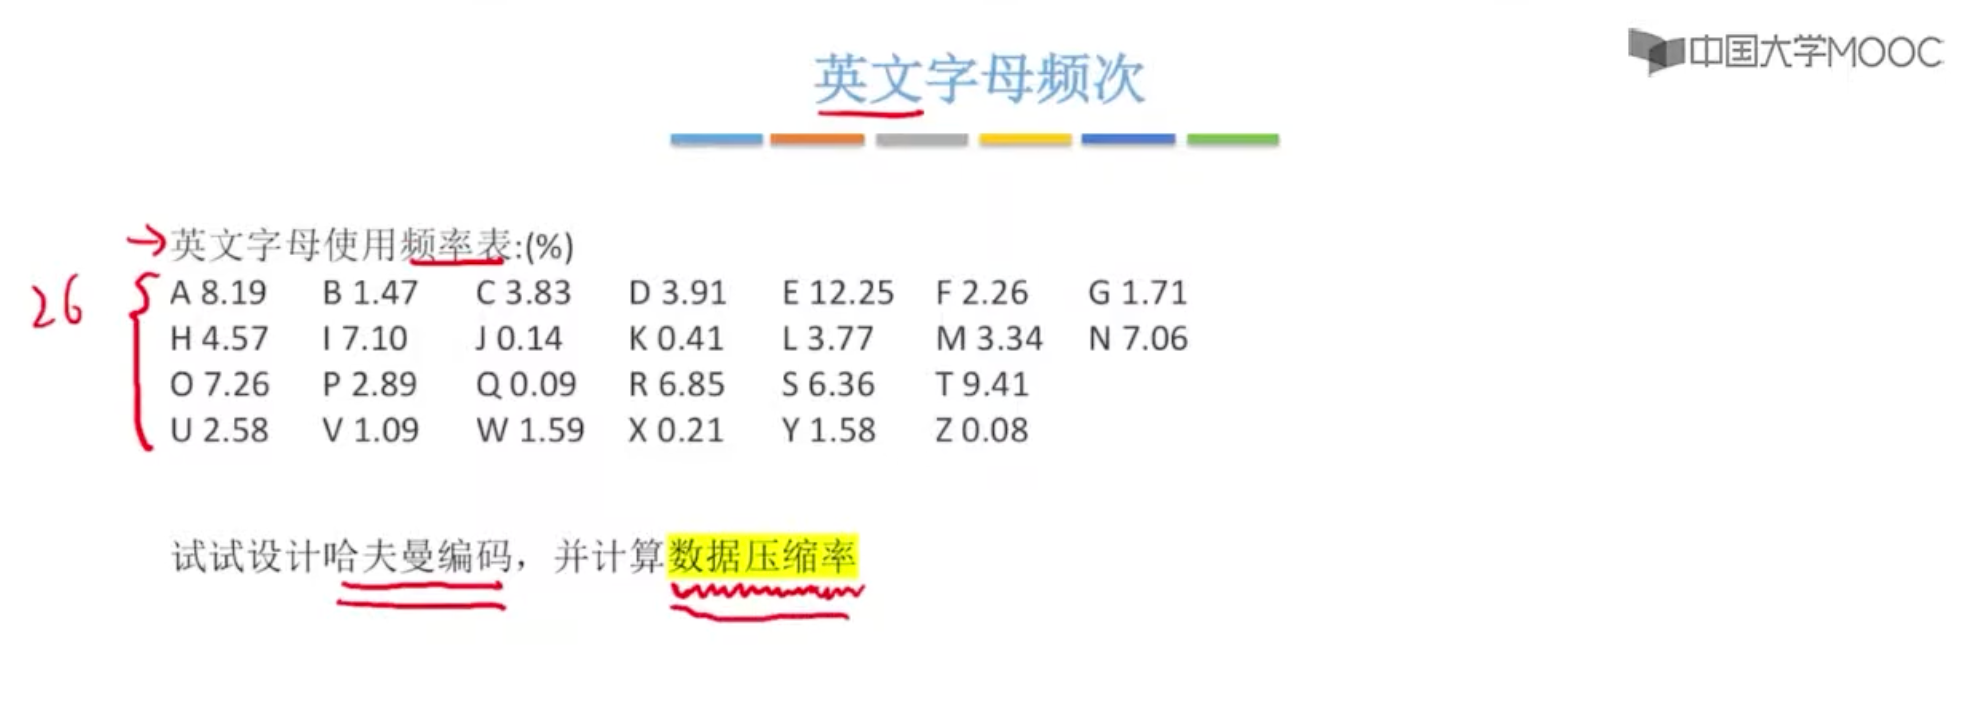 中国大学MOOC
英文字母频次
英文字母使用频率表:(%)
26
A 8.19 B 1.47 C 3.83 D 3.91 E 12.25 F 2.26 G 1.71
H 4.57 I 7.10 J 0.14 K 0.41 L 3.77 M 3.34 N 7.06
O 7.26 P 2.89 Q 0.09 R 6.85 S 6.36 T 9.41
U 2.58 V 1.09 W 1.59 X 0.21 Y 1.58 Z 0.08
试试设计哈夫曼编码，并计算数据压缩率